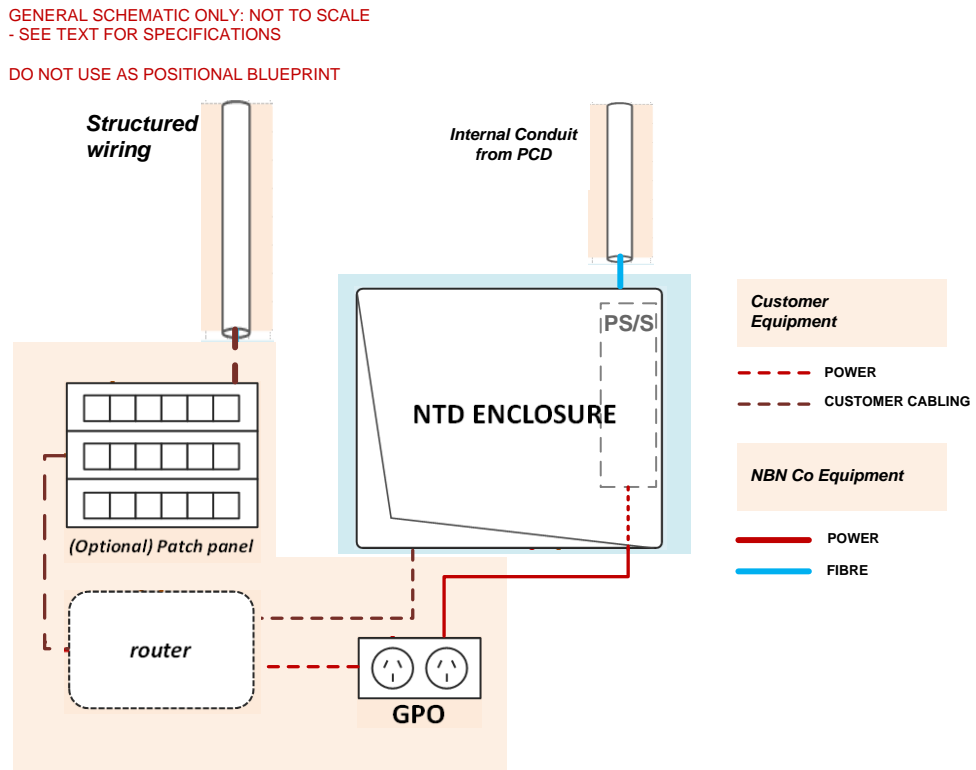 GENERAL SCHEMATIC ONLY: NOT TO SCALE
- SEE TEXT FOR SPECIFICATIONS
DO NOT USE AS POSITIONAL BLUEPRINT
Structured
wiring
Internal Conduit
from PCD
PS/S
NTD ENCLOSURE
(Optional) Patch panel
router
GPO
Customer
Equipment
POWER
CUSTOMER CABLING
NBN Co Equipment
POWER
FIBRE